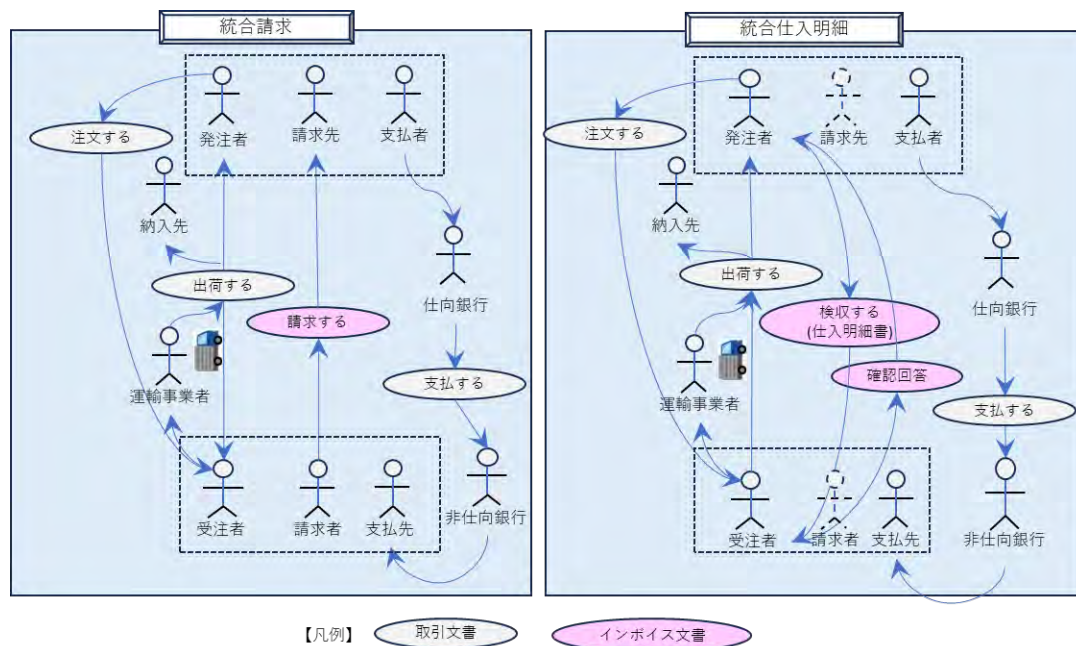 統合請求
発注者
請求先
支払者
注文する
納入先
出荷する
請求する
仕向銀行
運輸事業者
支払する
受注者
請求者
支払先
非仕向銀行
統合仕入明細
発注者
請求先
支払者
注文する
納入先
出荷する
検収する
(仕入明細書)
仕向銀行
確認回答
運輸事業者
支払する
受注者
請求者
支払先
非仕向銀行
【凡例】
取引文書
インボイス文書